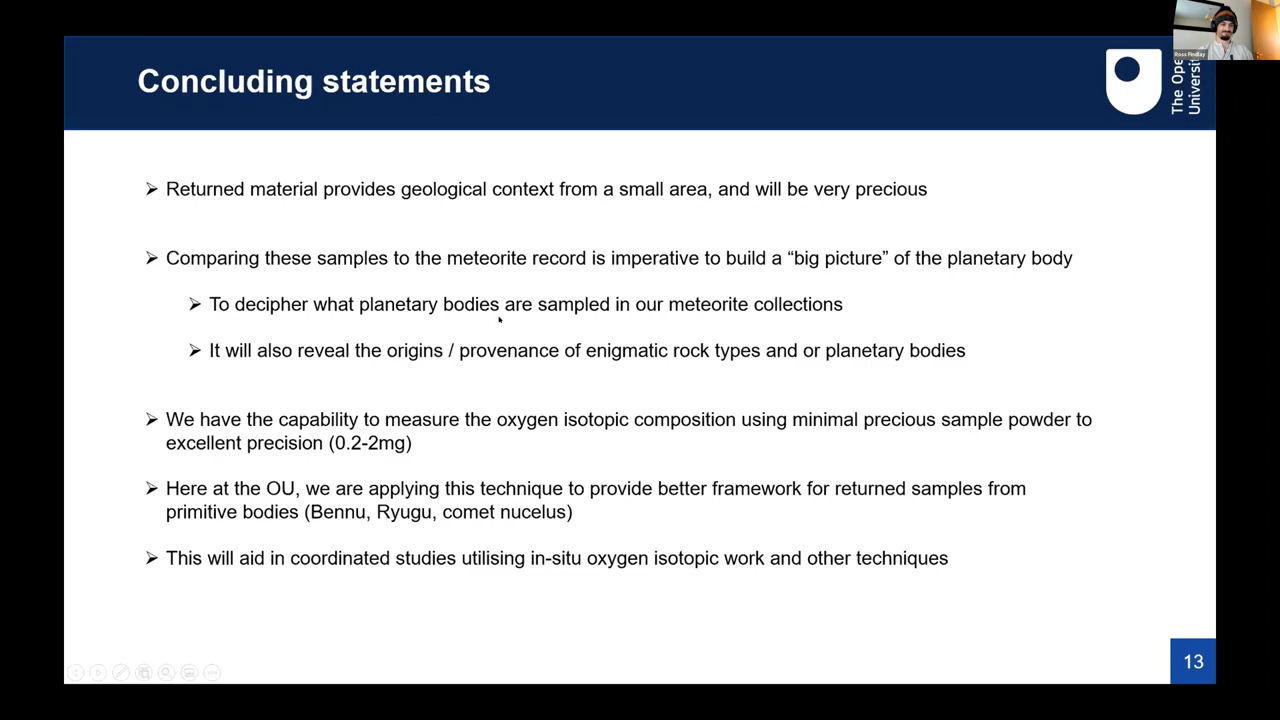 Concluding statements
The Ope
Universit
Ross Findlay
➢ Returned material provides geological context from a small area, and will be very precious
➢ Comparing these samples to the meteorite record is imperative to build a “big picture” of the planetary body
➢ To decipher what planetary bodies are sampled in our meteorite collections
➢ It will also reveal the origins / provenance of enigmatic rock types and or planetary bodies
➢ We have the capability to measure the oxygen isotopic composition using minimal precious sample powder to
excellent precision (0.2-2mg)
➢ Here at the OU, we are applying this technique to provide better framework for returned samples from
primitive bodies (Bennu, Ryugu, comet nucelus)
➢ This will aid in coordinated studies utilising in-situ oxygen isotopic work and other techniques
13